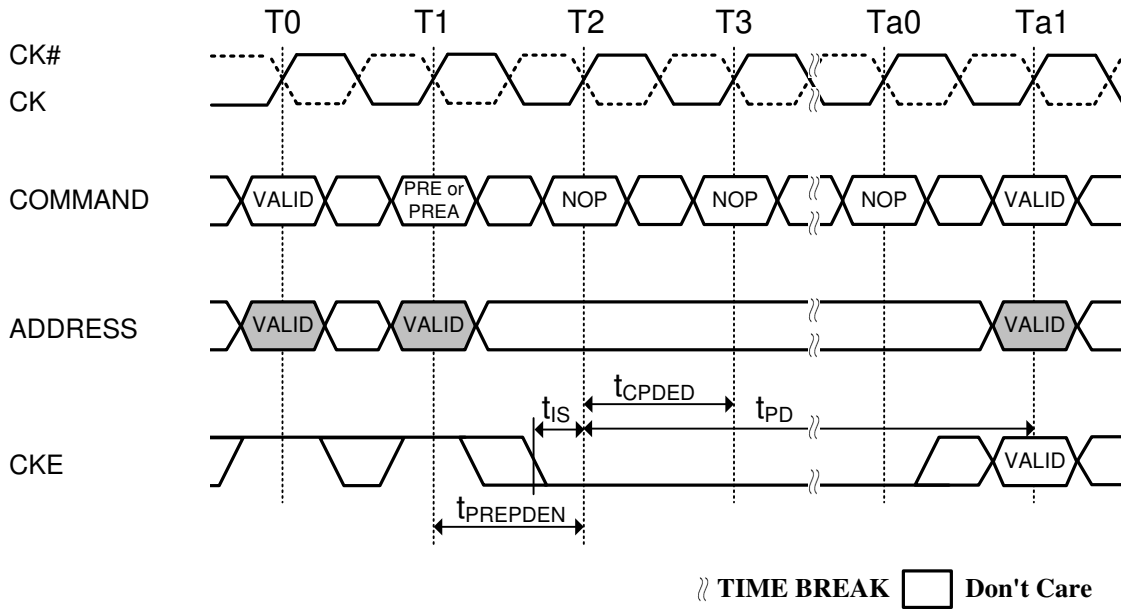 T0 T1 T2 T3 Ta0 Ta1
CK#
CK
COMMAND VALID PRE or PREA NOP NOP NOP VALID
ADDRESS VALID VALID VALID
tCPDED
tIS tPD
CKE VALID
tPREPDEN
TIME BREAK Don't Care